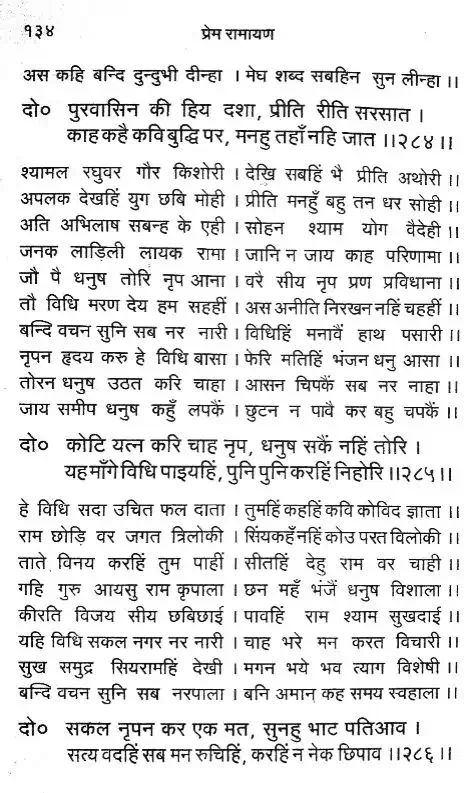 १३४
प्रेम रामायण
अस कहि बन्दि दुन्दुभी दीन्हा । मेघ शब्द सबहिन सुन लीन्हा ।।
दो० पुरवासिन की हिय दशा, प्रीति रीति सरसात ।
काह कहै कवि बुद्धि पर, मनहु तहाँ नहि जात ।।२८४।।
श्यामल रघुवर गौर किशोरी । देखि सबहिं भै प्रीति अथोरी ।।
अपलक देखहिं युग छबि मोही । प्रीति मनहुँ बहु तन धर सोही ।।
अति अभिलाष सबन्ह के एही । सोहन श्याम योग वैदेही ।।
जनक लाड़िली लायक रामा । जानि न जाय काह परिणामा ।।
जौ पै धनुष तोरि नृप आना । वरै सीय नृप प्रण प्रविधाना ।।
तौ विधि मरण देय हम सहहीं । अस अनीति निरखन नहिं चहहीं ।।
बन्दि वचन सुनि सब नर नारी । विधिहिं मनावैं हाथ पसारी ।।
नृपन हृदय करु हे विधि बासा । फेरि मतिहिं भंजन धनु आसा ।।
तोरन धनुष उठत करि चाहा । आसन चिपकैं सब नर नाहा ।।
जाय समीप धनुष कहुँ लपकैं । छुटन न पावै कर बहु चपकैं ।।
दो० कोटि यत्न करि चाह नृप, धनुष सकैं नहिं तोरि ।
यह माँगे विधि पाइयहिं, पुनि पुनि करहिं निहोरि ।।२८५।।
हे विधि सदा उचित फल दाता । तुमहिं कहहिं कवि कोविद ज्ञाता ।।
राम छोड़ि वर जगत त्रिलोकी । सिंयकहँ नहिं कोउ परत विलोकी ।।
ताते विनय करहिं तुम पाहीं । सीतहिं देहु राम वर चाही ।।
गहि गुरु आयसु राम कृपाला । छन महँ भंजैं धनुष विशाला ।।
कीरति विजय सीय छबिछाई । पावहिं राम श्याम सुखदाई ।।
यहि विधि सकल नगर नर नारी । चाह भरे मन करत विचारी ।।
सुख समुद्र सियरामहिं देखी । मगन भये भव त्याग विशेषी ।।
बन्दि वचन सुनि सब नरपाला । बनि अमान कह समय स्वहाला ।।
दो० सकल नृपन कर एक मत, सुनहु भाट पतिआव ।
सत्य वदहिं सब मन रुचिहिं, करहिं न नेक छिपाव ।।२८६।।